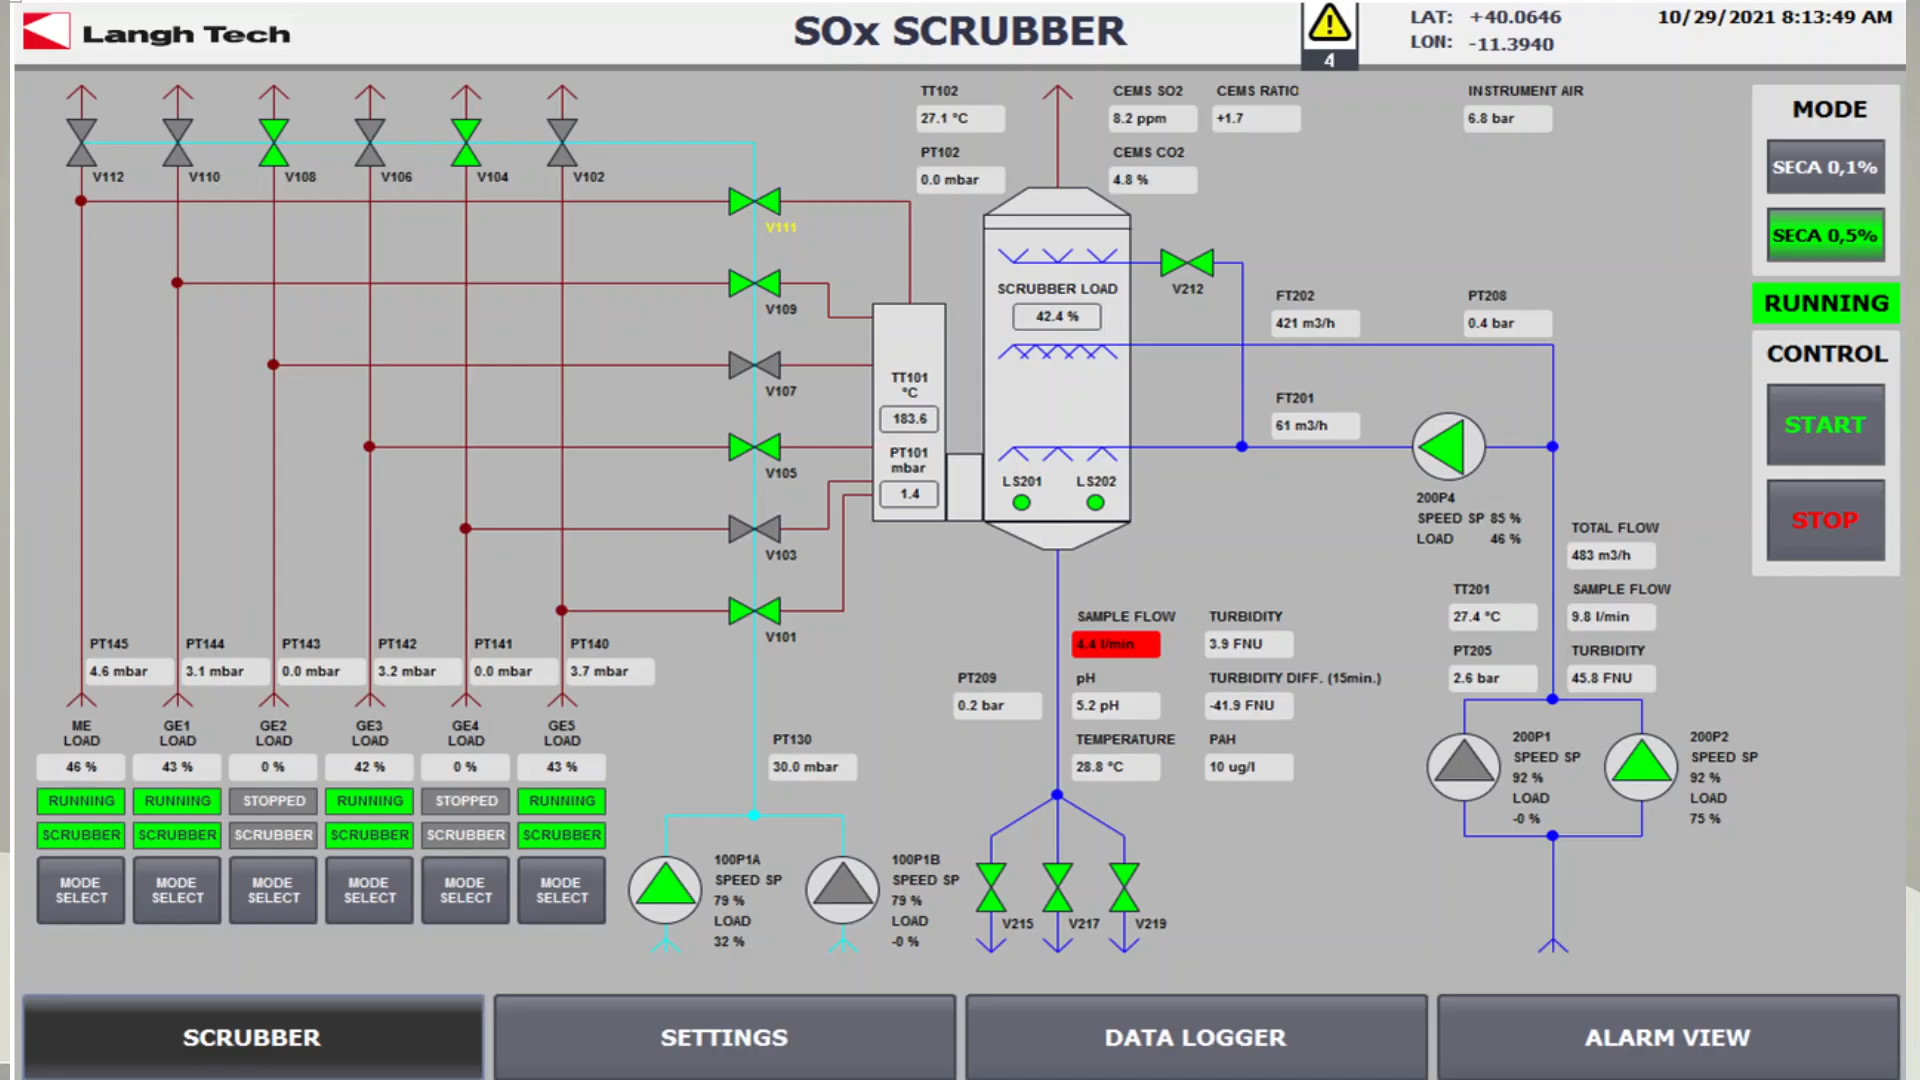 Langh Tech
SOx SCRUBBER
4
LAT: +40.0646
LON: -11.3940
10/29/2021 8:13:49 AM
V112
V110
V108
V106
V104
V102
TT102
27.1 °C
PT102
0.0 mbar
CEMS SO2
8.2 ppm
CEMS RATIO
+1.7
CEMS CO2
4.8 %
INSTRUMENT AIR
6.8 bar
MODE
SECA 0,1%
SECA 0,5%
RUNNING
CONTROL
START
STOP
V111
V109
V107
V105
V103
V101
TT101
°C
183.6
PT101
mbar
1.4
SCRUBBER LOAD
42.4 %
LS201
LS202
V212
FT202
421 m3/h
PT208
0.4 bar
FT201
61 m3/h
200P4
SPEED SP 85 %
LOAD 46 %
TOTAL FLOW
483 m3/h
TT201
27.4 °C
SAMPLE FLOW
9.8 l/min
PT205
2.6 bar
TURBIDITY
45.8 FNU
PT145
4.6 mbar
PT144
3.1 mbar
PT143
0.0 mbar
PT142
3.2 mbar
PT141
0.0 mbar
PT140
3.7 mbar
SAMPLE FLOW
4.4 l/min
TURBIDITY
3.9 FNU
PT209
0.2 bar
pH
5.2 pH
TURBIDITY DIFF. (15min.)
-41.9 FNU
TEMPERATURE
28.8 °C
PAH
10 ug/l
PT130
30.0 mbar
ME
LOAD
46 %
RUNNING
SCRUBBER
MODE
SELECT
GE1
LOAD
43 %
RUNNING
SCRUBBER
MODE
SELECT
GE2
LOAD
0 %
STOPPED
SCRUBBER
MODE
SELECT
GE3
LOAD
42 %
RUNNING
SCRUBBER
MODE
SELECT
GE4
LOAD
0 %
STOPPED
SCRUBBER
MODE
SELECT
GE5
LOAD
43 %
RUNNING
SCRUBBER
MODE
SELECT
100P1A
SPEED SP
79 %
LOAD
32 %
100P1B
SPEED SP
79 %
LOAD
-0 %
V215
V217
V219
200P1
SPEED SP
92 %
LOAD
-0 %
200P2
SPEED SP
92 %
LOAD
75 %
SCRUBBER
SETTINGS
DATA LOGGER
ALARM VIEW